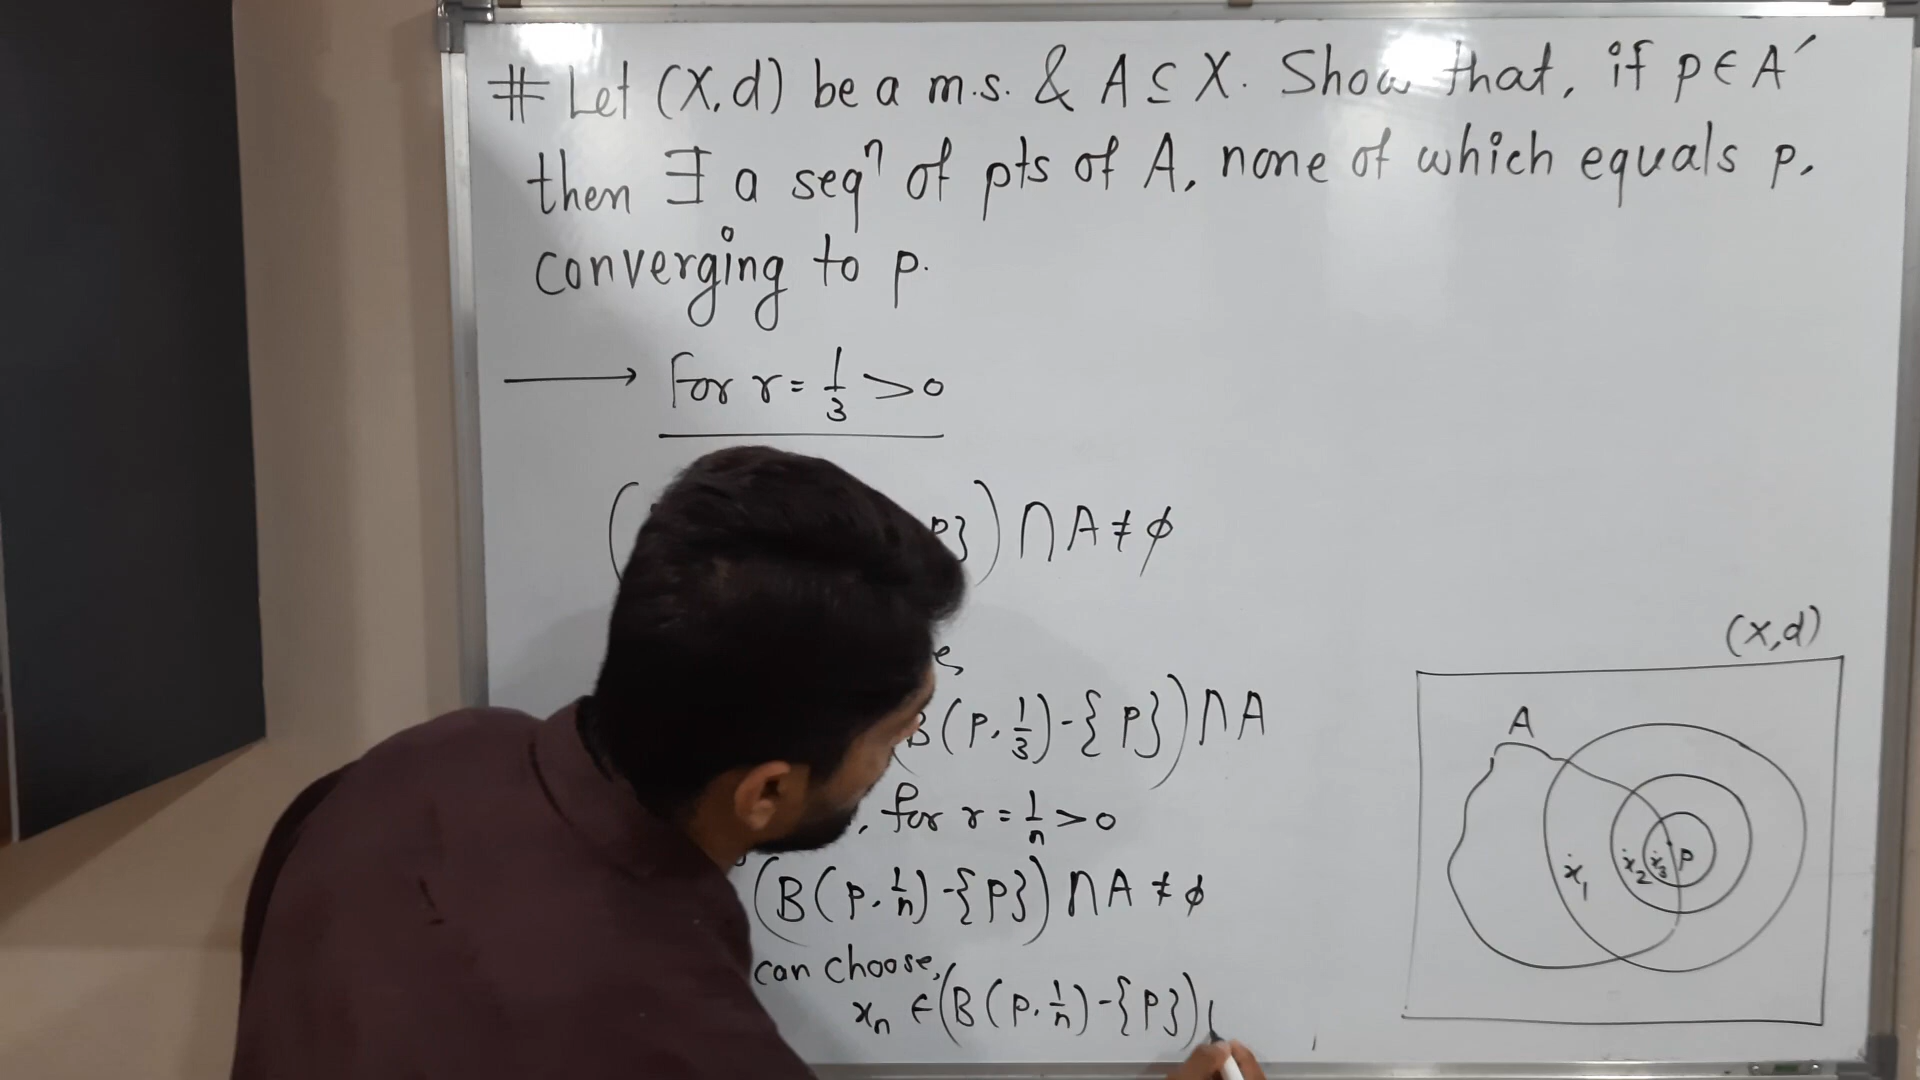 # Let (X,d) be a m.s. & A ⊆ X. Show that, if p ∈ A′
then ∃ a seqⁿ of pts of A, none of which equals p,
converging to p.
⟶ For r = 1/3 > 0
( p}) ∩ A ≠ ϕ
B(p, 1/3) - {p}) ∩ A
, for r = 1/n > 0
(B(p, 1/n) - {p}) ∩ A ≠ ϕ
can choose,
xₙ ∈ (B(p, 1/n) - {p})
(X,d)
A
x₁ x₂ x₃ p